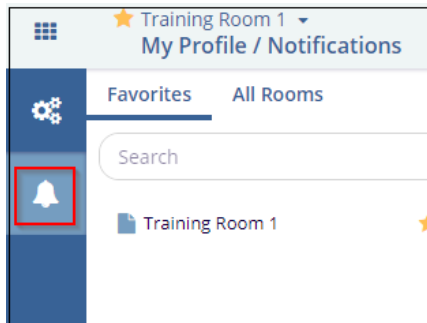 Training Room 1
My Profile / Notifications
Favorites All Rooms
Search
Training Room 1